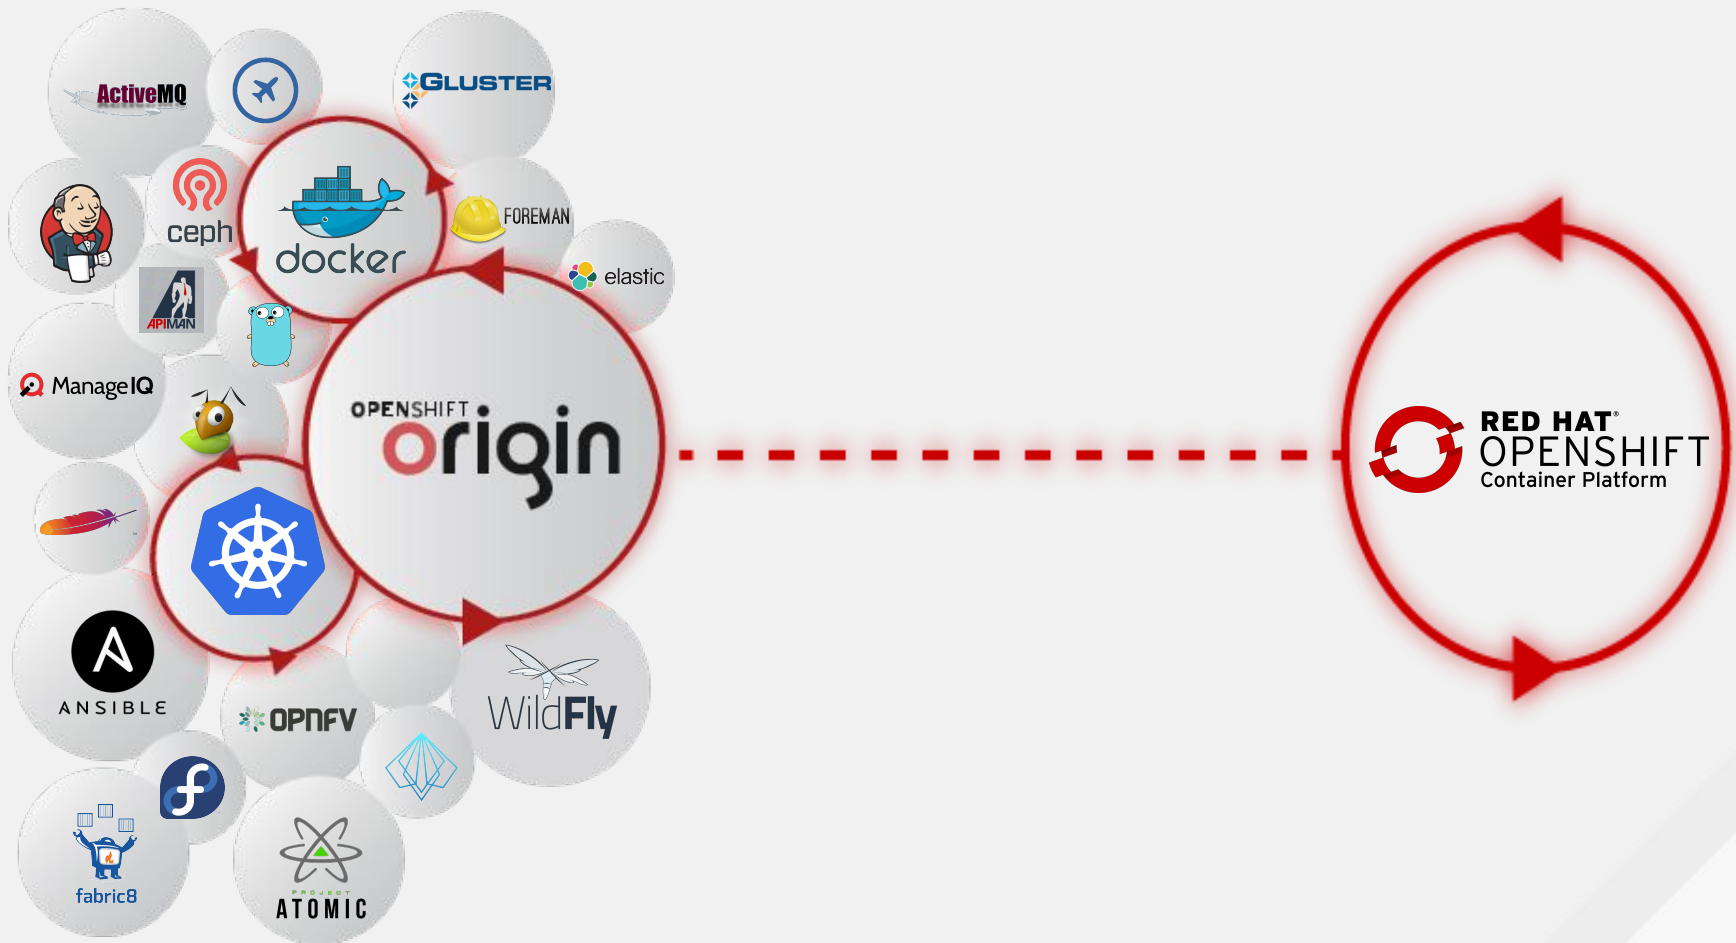 ActiveMQ
GLUSTER
ceph
docker
FOREMAN
elastic
APIMAN
ManageIQ
OPENSHIFT
origin
RED HAT®
OPENSHIFT
Container Platform
ANSIBLE
OPNFV
WildFly
fabric8
PROJECT
ATOMIC